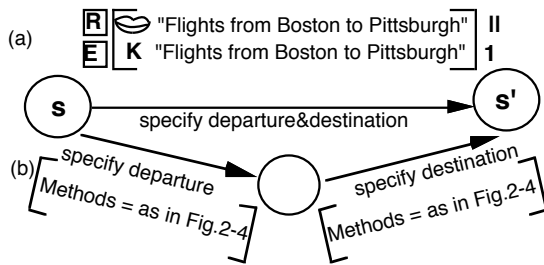 (a) R "Flights from Boston to Pittsburgh" II
E K "Flights from Boston to Pittsburgh" 1
s s'
specify departure&destination
(b) specify departure specify destination
Methods = as in Fig.2-4 Methods = as in Fig.2-4